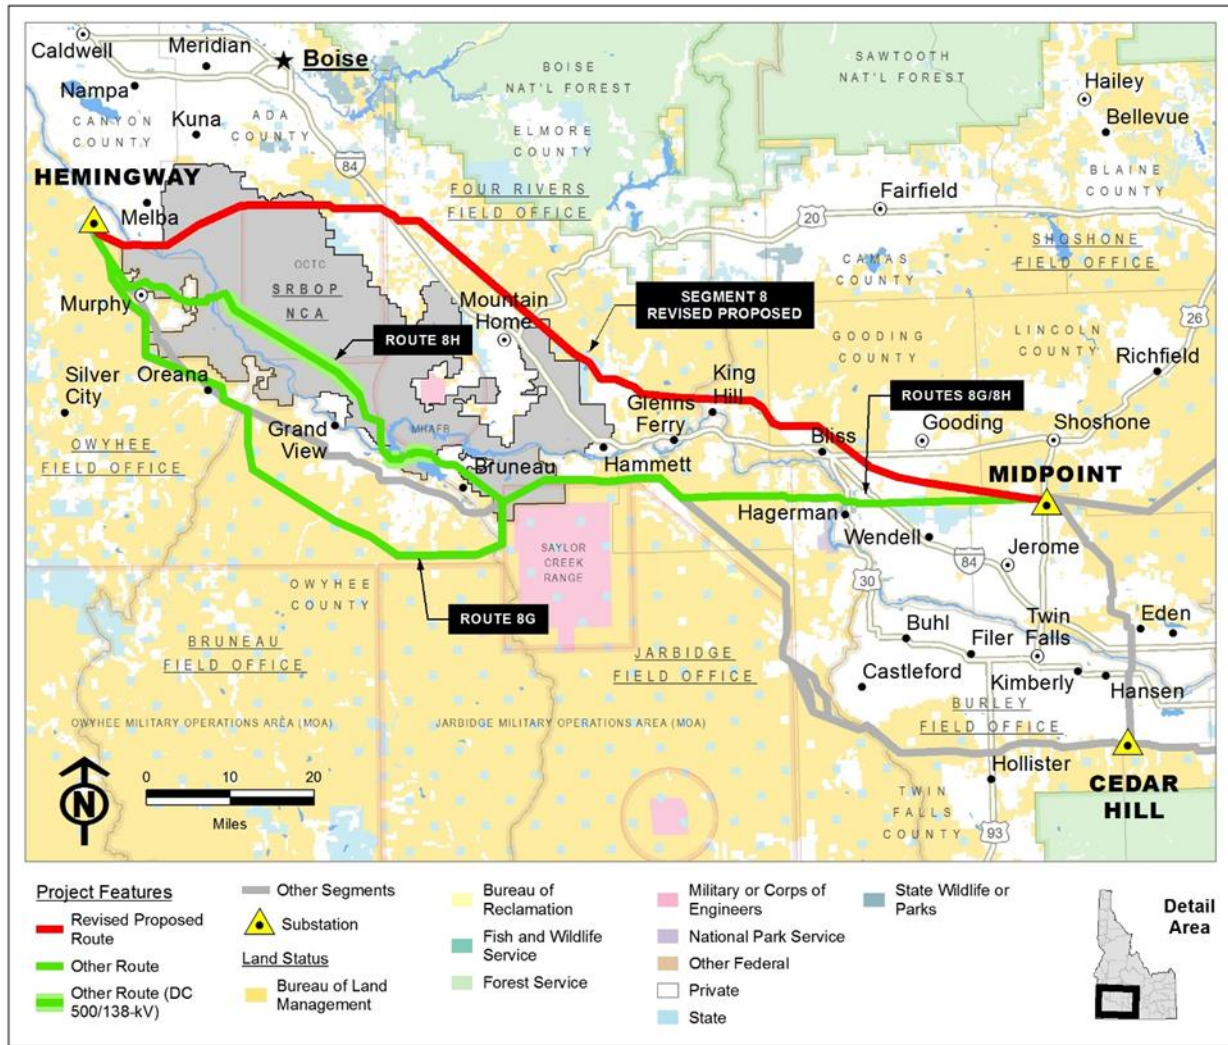 Caldwell
Meridian
Boise
Nampa
CANYON
COUNTY
ADA
COUNTY
Kuna
84
BOISE
NAT'L FOREST
ELMORE
COUNTY
SAWTOOTH
NAT'L FOREST
Hailey
Bellevue
BLAINE
COUNTY
HEMINGWAY
Melba
FOUR RIVERS
FIELD OFFICE
Fairfield
20
SHOSHONE
FIELD OFFICE
CAMAS
COUNTY
OCTC
SRBOP
NCA
Murphy
Mountain
Home
SEGMENT 8
REVISED PROPOSED
ROUTE 8H
GOODING
COUNTY
LINCOLN
COUNTY
26
Richfield
Silver
City
Oreana
King
Hill
ROUTES 8G/8H
Glenns
Ferry
Gooding
Shoshone
OWYHEE
FIELD OFFICE
Grand
View
MHAFB
Bruneau
Hammett
Bliss
MIDPOINT
Hagerman
Wendell
SAYLOR
CREEK
RANGE
Jerome
84
30
OWYHEE
COUNTY
ROUTE 8G
Buhl
Filer
Twin
Falls
Eden
BRUNEAU
FIELD OFFICE
JARBIDGE
FIELD OFFICE
Castleford
Kimberly
Hansen
BURLEY
FIELD OFFICE
OWYHEE MILITARY OPERATIONS AREA (MOA)
JARBIDGE MILITARY OPERATIONS AREA (MOA)
Hollister
CEDAR
HILL
TWIN
FALLS
COUNTY
93
N
0 10 20
Miles
Project Features
Revised Proposed
Route
Other Route
Other Route (DC
500/138-kV)
Other Segments
Substation
Land Status
Bureau of Land
Management
Bureau of
Reclamation
Fish and Wildlife
Service
Forest Service
Military or Corps of
Engineers
National Park Service
Other Federal
Private
State
State Wildlife or
Parks
Detail
Area